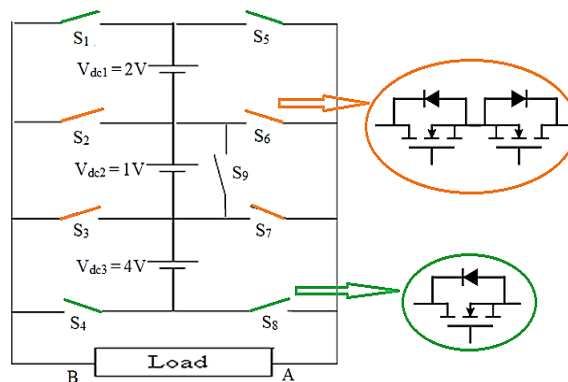 S1 S5
Vdc1 = 2V
S2 S6
Vdc2 = 1V S9
S3 S7
Vdc3 = 4V
S4 S8
B Load A